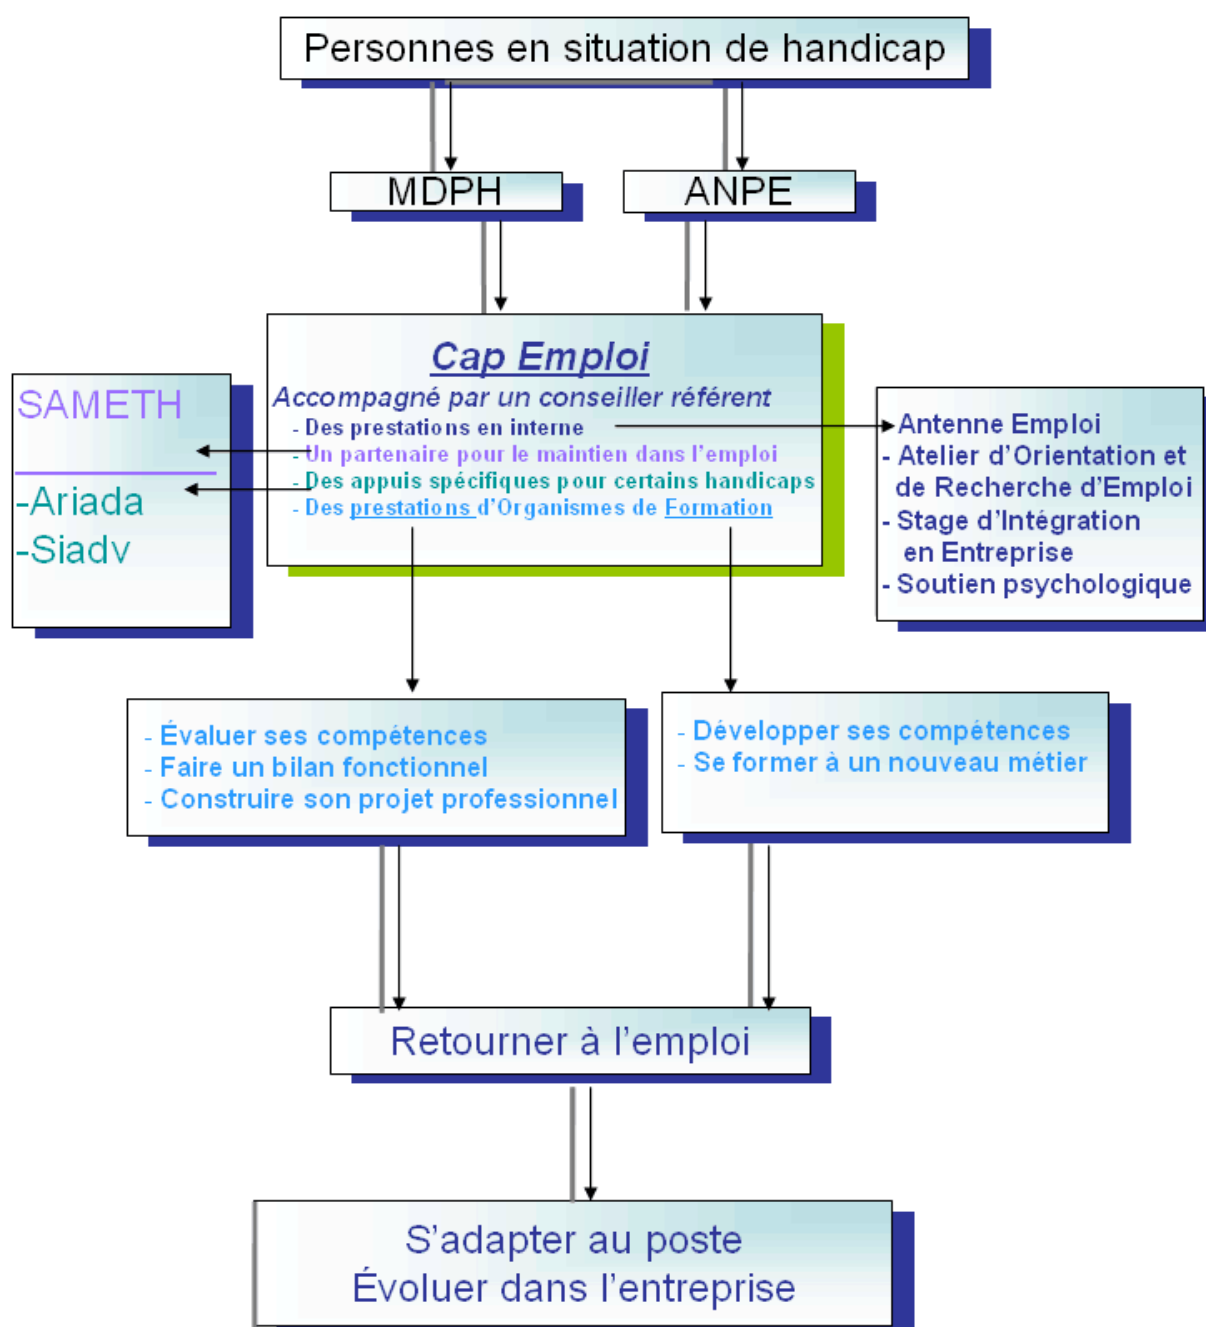 Personnes en situation de handicap
MDPH
ANPE
Cap Emploi
Accompagné par un conseiller référent
- Des prestations en interne
- Un partenaire pour le maintien dans l'emploi
- Des appuis spécifiques pour certains handicaps
- Des prestations d'Organismes de Formation
SAMETH
-Ariada
-Siadv
Antenne Emploi
- Atelier d'Orientation et
de Recherche d'Emploi
- Stage d'Intégration
en Entreprise
- Soutien psychologique
- Évaluer ses compétences
- Faire un bilan fonctionnel
- Construire son projet professionnel
- Développer ses compétences
- Se former à un nouveau métier
Retourner à l'emploi
S'adapter au poste
Évoluer dans l'entreprise